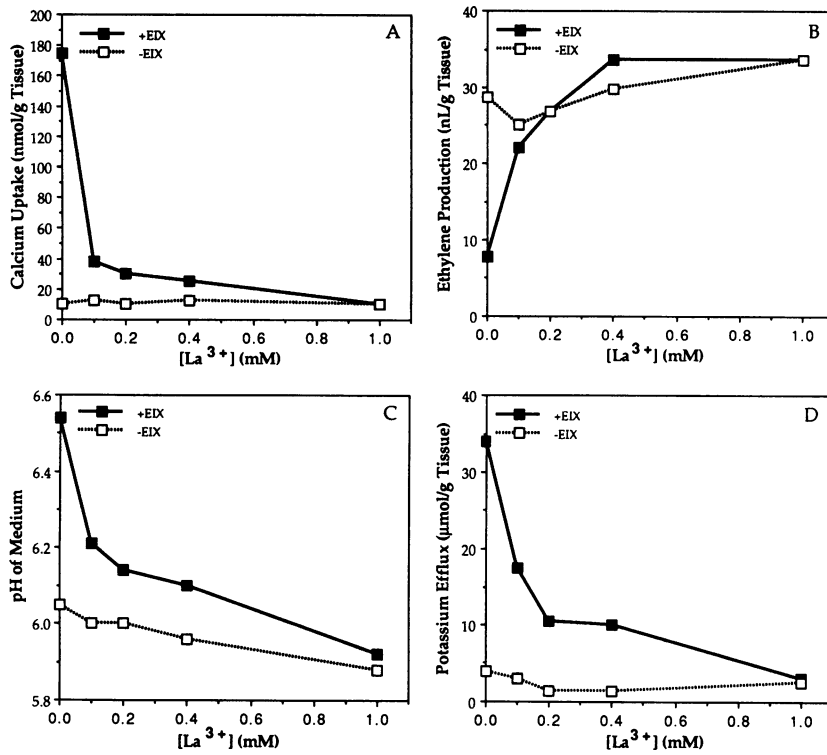 A
+EIX
-EIX
Calcium Uptake (nmol/g Tissue)
200
180
160
140
120
100
80
60
40
20
0
0.0 0.2 0.4 0.6 0.8 1.0
[La 3+] (mM)
B
+EIX
-EIX
Ethylene Production (nL/g Tissue)
40
30
20
10
0
0.0 0.2 0.4 0.6 0.8 1.0
[La 3+] (mM)
C
+EIX
-EIX
pH of Medium
6.6
6.4
6.2
6.0
5.8
0.0 0.2 0.4 0.6 0.8 1.0
[La 3+] (mM)
D
+EIX
-EIX
Potassium Efflux (μmol/g Tissue)
40
30
20
10
0
0.0 0.2 0.4 0.6 0.8 1.0
[La 3+] (mM)